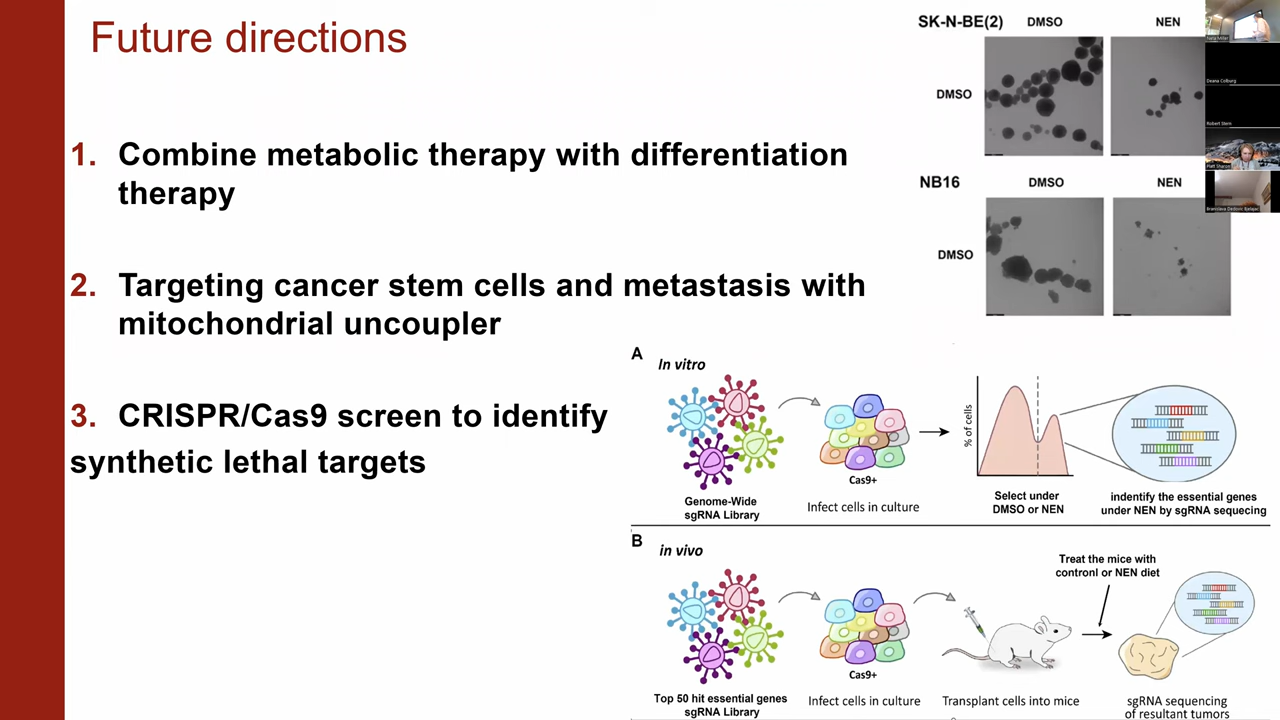 Future directions
1. Combine metabolic therapy with differentiation
therapy
2. Targeting cancer stem cells and metastasis with
mitochondrial uncoupler
3. CRISPR/Cas9 screen to identify
synthetic lethal targets
SK-N-BE(2) DMSO NEN
DMSO
NB16 DMSO NEN
DMSO
A
In vitro
% of cells
Cas9+
Genome-Wide
sgRNA Library
Infect cells in culture
Select under
DMSO or NEN
indentify the essential genes
under NEN by sgRNA sequecing
B
in vivo
Treat the mice with
contronl or NEN diet
Cas9+
Top 50 hit essential genes
sgRNA Library
Infect cells in culture
Transplant cells into mice
sgRNA sequencing
of resultant tumors
Deana Colburg
Robert Stern